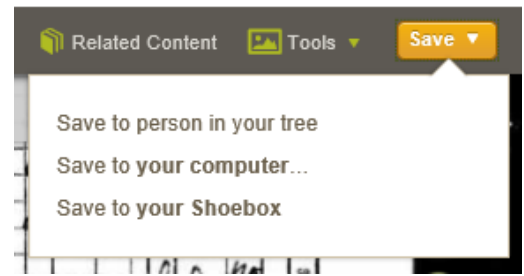 Related Content Tools ▼ Save ▼
Save to person in your tree
Save to your computer...
Save to your Shoebox